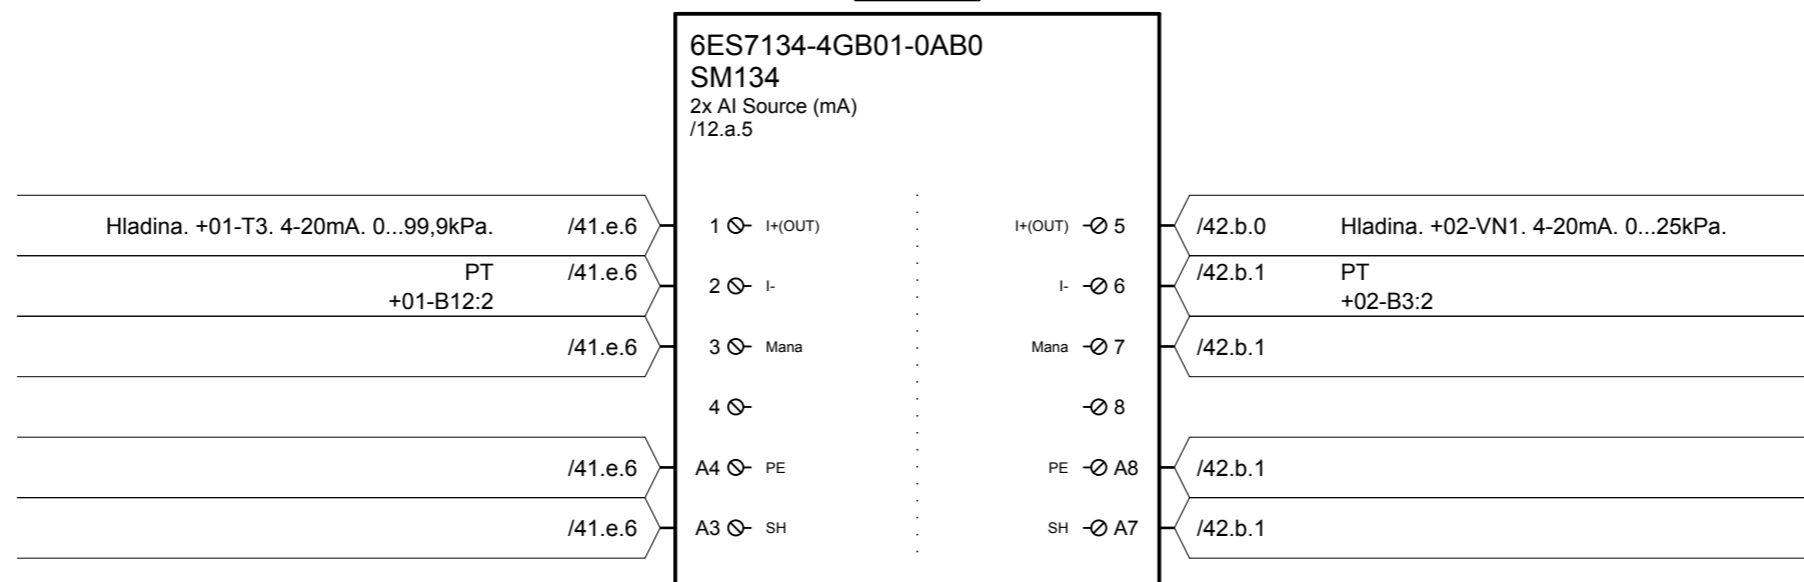 6ES7134-4GB01-0AB0
SM134
2x AI Source (mA)
/12.a.5
Hladina. +01-T3. 4-20mA. 0...99,9kPa. /41.e.6 1 I+(OUT) I+(OUT) 5 /42.b.0 Hladina. +02-VN1. 4-20mA. 0...25kPa.
PT /41.e.6 2 I- I- 6 /42.b.1 PT
+01-B12:2 +02-B3:2
/41.e.6 3 Mana Mana 7 /42.b.1
4 8
/41.e.6 A4 PE PE A8 /42.b.1
/41.e.6 A3 SH SH A7 /42.b.1